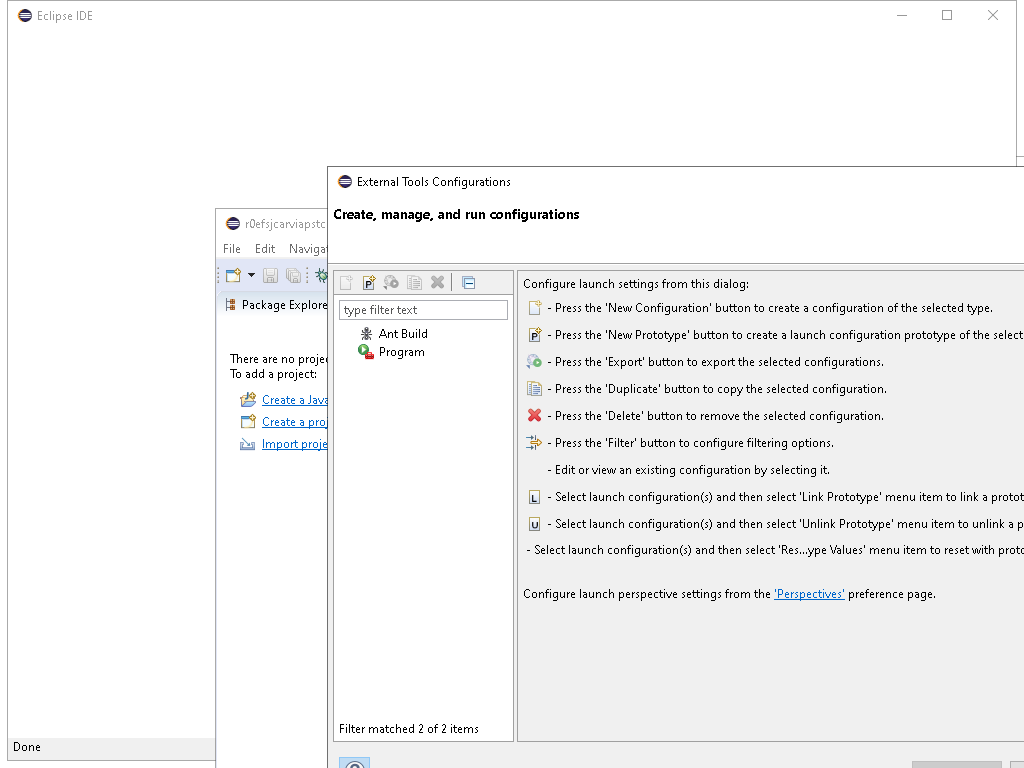 Eclipse IDE
External Tools Configurations
Create, manage, and run configurations
r0efsjcarviapstc
File Edit Navigat
Package Explore
There are no projec
To add a project:
Create a Java
Create a proj
Import proje
type filter text
Ant Build
Program
Filter matched 2 of 2 items
Configure launch settings from this dialog:
- Press the 'New Configuration' button to create a configuration of the selected type.
- Press the 'New Prototype' button to create a launch configuration prototype of the select
- Press the 'Export' button to export the selected configurations.
- Press the 'Duplicate' button to copy the selected configuration.
- Press the 'Delete' button to remove the selected configuration.
- Press the 'Filter' button to configure filtering options.
- Edit or view an existing configuration by selecting it.
- Select launch configuration(s) and then select 'Link Prototype' menu item to link a protot
- Select launch configuration(s) and then select 'Unlink Prototype' menu item to unlink a p
- Select launch configuration(s) and then select 'Res...ype Values' menu item to reset with proto
Configure launch perspective settings from the 'Perspectives' preference page.
Done